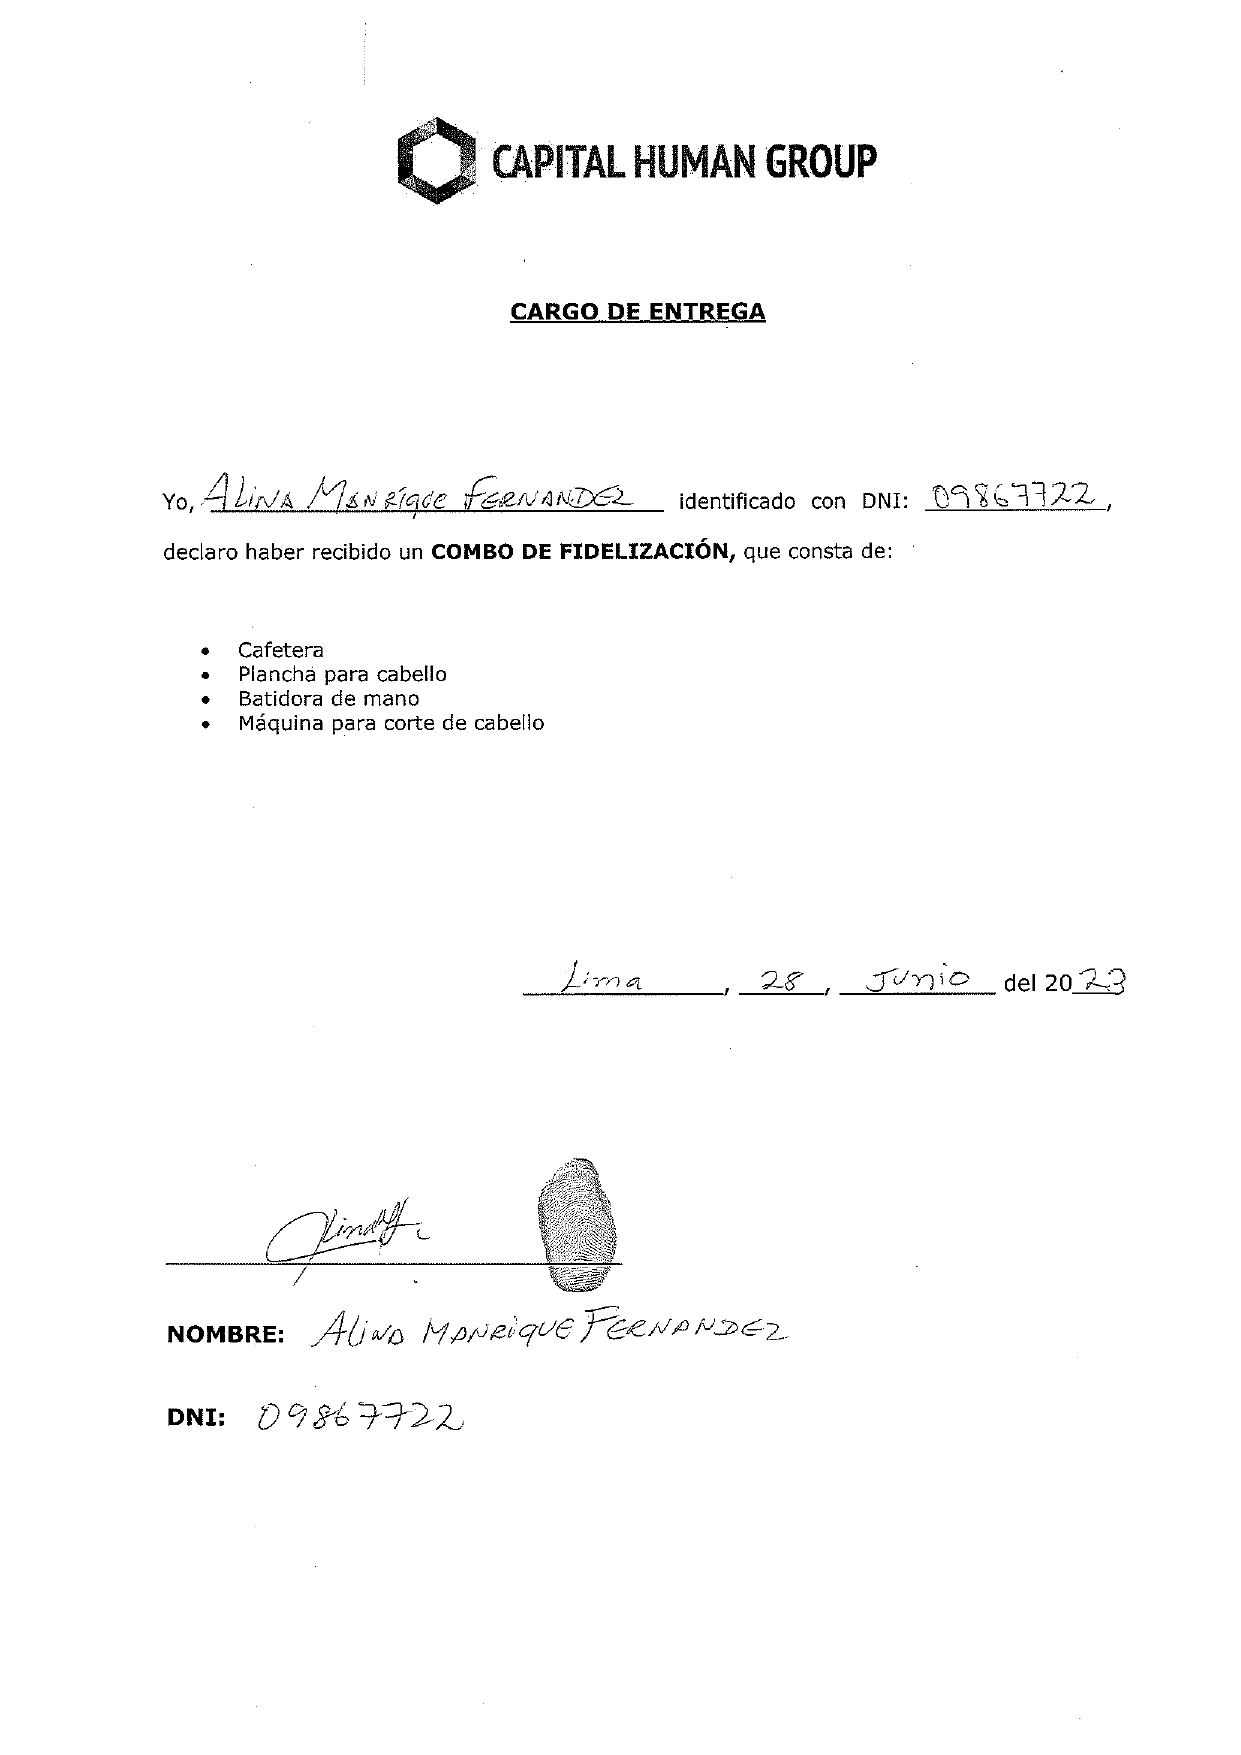 CAPITAL HUMAN GROUP
CARGO DE ENTREGA
Yo, ALINA MANRIQUE FERNANDEZ identificado con DNI: 09867722,
declaro haber recibido un COMBO DE FIDELIZACIÓN, que consta de:
• Cafetera
• Plancha para cabello
• Batidora de mano
• Máquina para corte de cabello
Lima, 28, Junio del 2023
NOMBRE: ALINA MANRIQUE FERNANDEZ
DNI: 09867722